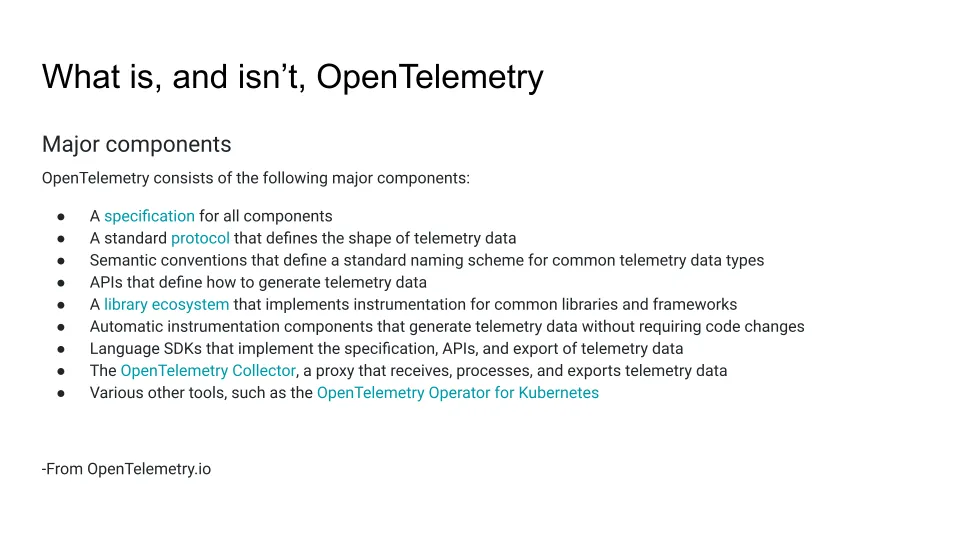 What is, and isn’t, OpenTelemetry
Major components
OpenTelemetry consists of the following major components:
● A specification for all components
● A standard protocol that defines the shape of telemetry data
● Semantic conventions that define a standard naming scheme for common telemetry data types
● APIs that define how to generate telemetry data
● A library ecosystem that implements instrumentation for common libraries and frameworks
● Automatic instrumentation components that generate telemetry data without requiring code changes
● Language SDKs that implement the specification, APIs, and export of telemetry data
● The OpenTelemetry Collector, a proxy that receives, processes, and exports telemetry data
● Various other tools, such as the OpenTelemetry Operator for Kubernetes
-From OpenTelemetry.io